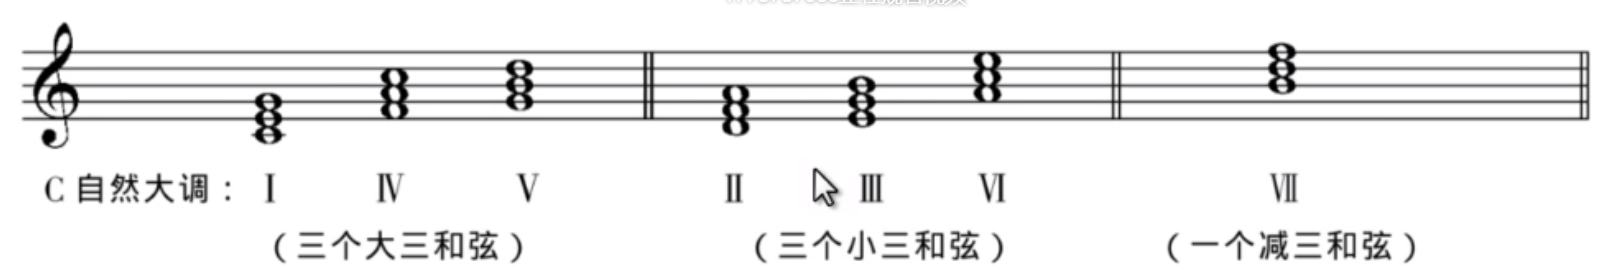 C 自然大调： Ⅰ Ⅳ Ⅴ Ⅱ Ⅲ Ⅵ Ⅶ
（三个大三和弦） （三个小三和弦） （一个减三和弦）